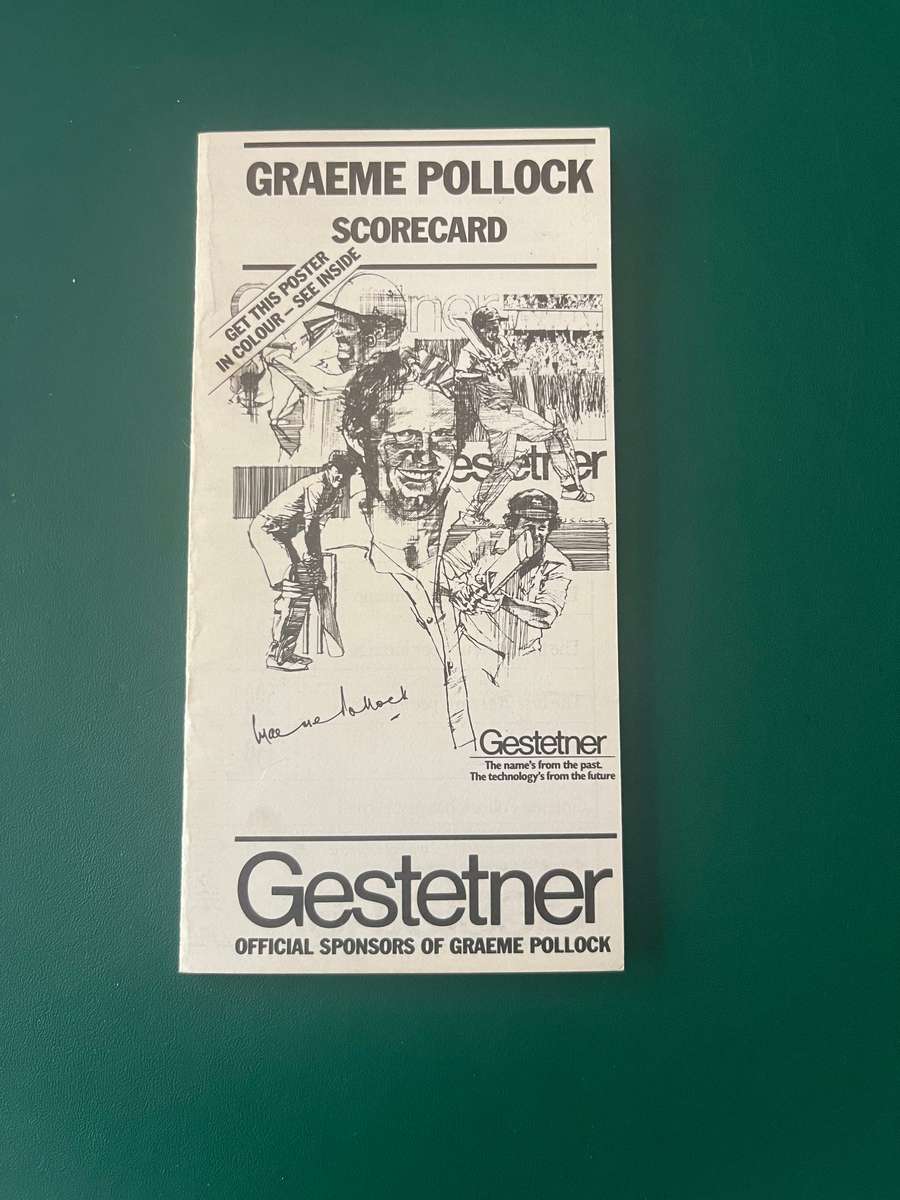 GRAEME POLLOCK
SCORECARD
GET THIS POSTER
IN COLOUR – SEE INSIDE
Gestetner
Graeme Pollock
Gestetner
The name's from the past.
The technology's from the future
Gestetner
OFFICIAL SPONSORS OF GRAEME POLLOCK